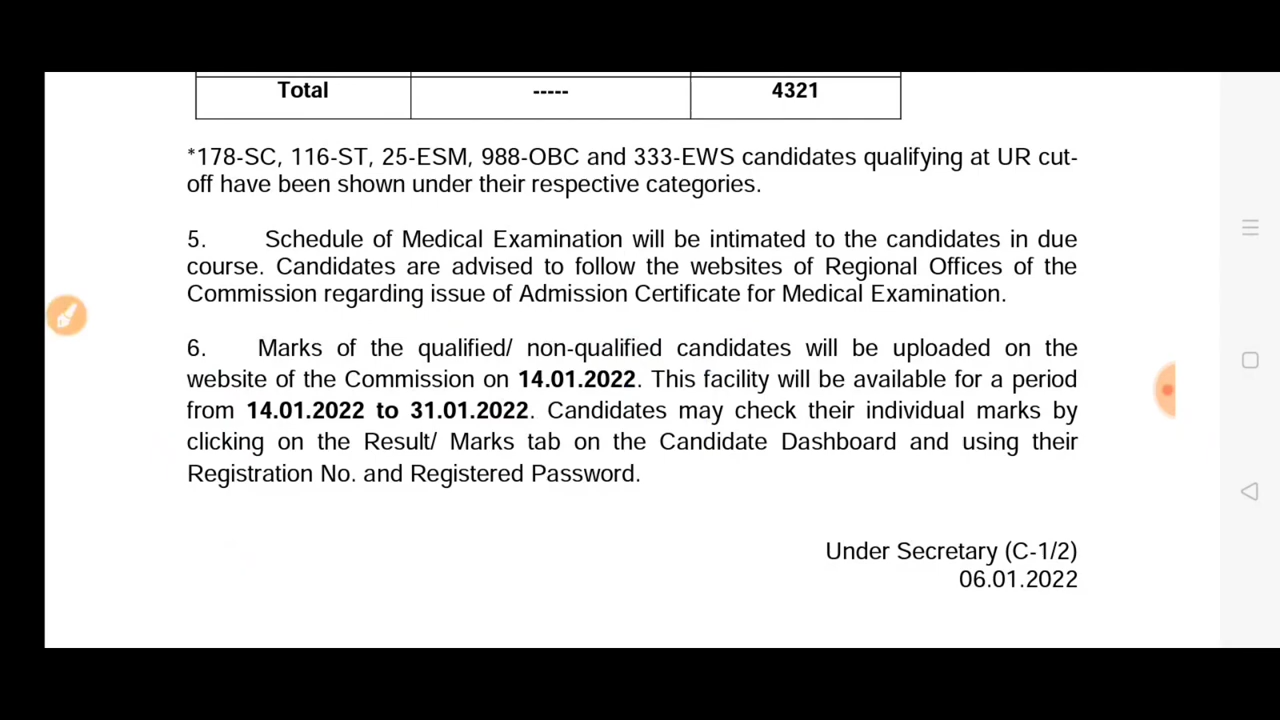 Total ----- 4321
*178-SC, 116-ST, 25-ESM, 988-OBC and 333-EWS candidates qualifying at UR cut-
off have been shown under their respective categories.
5. Schedule of Medical Examination will be intimated to the candidates in due
course. Candidates are advised to follow the websites of Regional Offices of the
Commission regarding issue of Admission Certificate for Medical Examination.
6. Marks of the qualified/ non-qualified candidates will be uploaded on the
website of the Commission on 14.01.2022. This facility will be available for a period
from 14.01.2022 to 31.01.2022. Candidates may check their individual marks by
clicking on the Result/ Marks tab on the Candidate Dashboard and using their
Registration No. and Registered Password.
Under Secretary (C-1/2)
06.01.2022